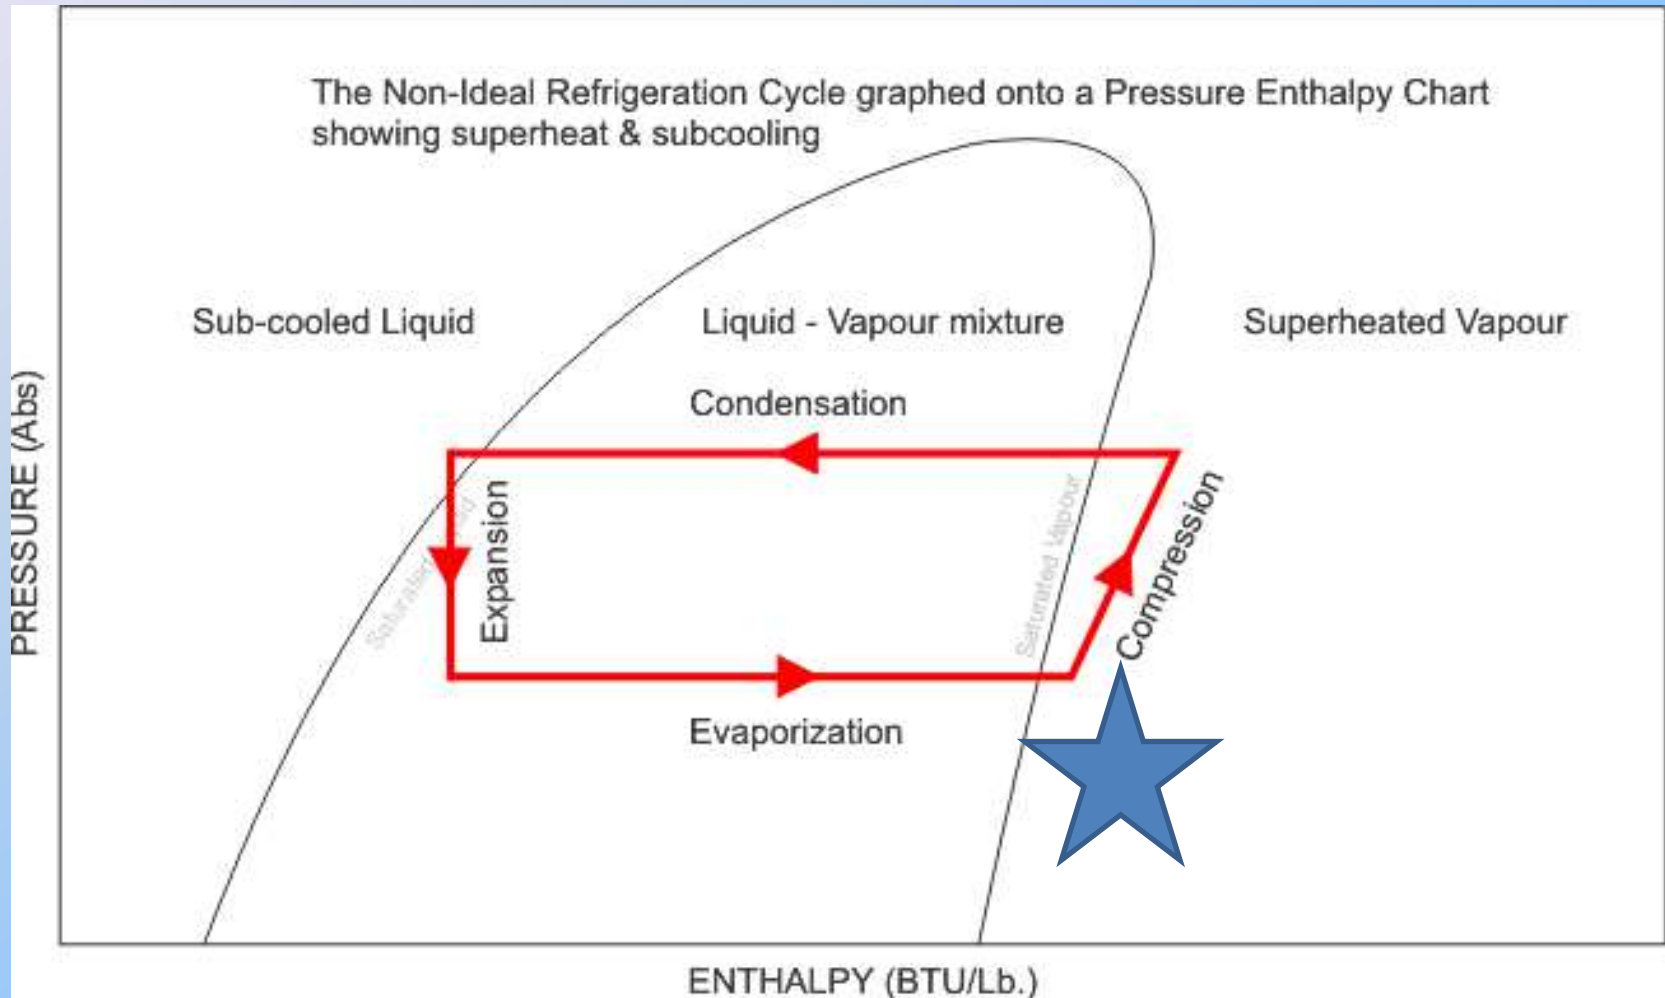 The Non-Ideal Refrigeration Cycle graphed onto a Pressure Enthalpy Chart
showing superheat & subcooling
Sub-cooled Liquid
Liquid - Vapour mixture
Superheated Vapour
Condensation
PRESSURE (Abs)
Saturated
Expansion
Saturated Vapour
Compression
Evaporization
ENTHALPY (BTU/Lb.)